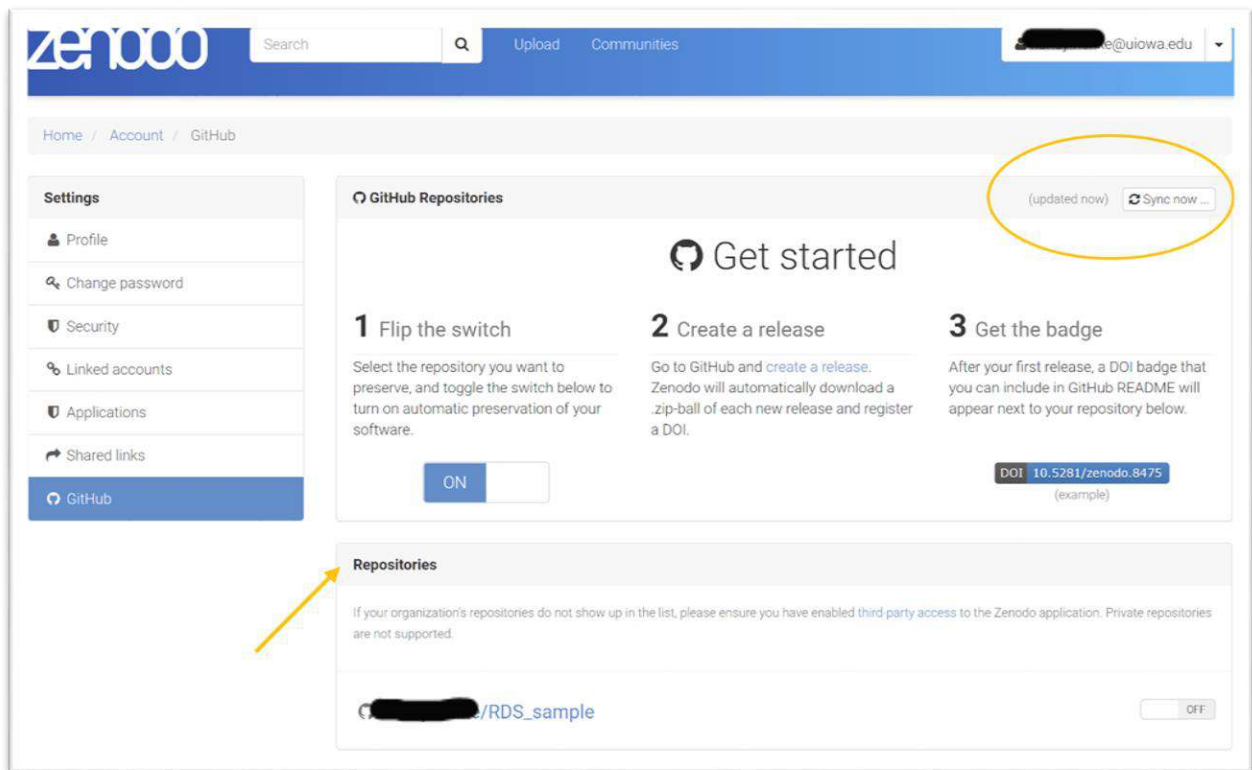 zenodo
Search
Upload
Communities
e@uiowa.edu
Home / Account / GitHub
Settings
Profile
Change password
Security
Linked accounts
Applications
Shared links
GitHub
GitHub Repositories
(updated now)
Sync now ...
Get started
1 Flip the switch
Select the repository you want to
preserve, and toggle the switch below to
turn on automatic preservation of your
software.
ON
2 Create a release
Go to GitHub and create a release.
Zenodo will automatically download a
.zip-ball of each new release and register
a DOI.
3 Get the badge
After your first release, a DOI badge that
you can include in GitHub README will
appear next to your repository below.
DOI 10.5281/zenodo.8475
(example)
Repositories
If your organization's repositories do not show up in the list, please ensure you have enabled third-party access to the Zenodo application. Private repositories
are not supported.
/RDS_sample
OFF